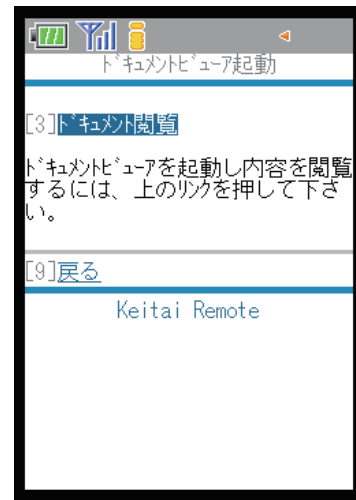 ﾄﾞｷｭﾒﾝﾄﾋﾞｭｰｱ起動
[3]ﾄﾞｷｭﾒﾝﾄ閲覧
ﾄﾞｷｭﾒﾝﾄﾋﾞｭｰｱを起動し内容を閲覧
するには、上のﾘﾝｸを押して下さ
い。
[9]戻る
Keitai Remote